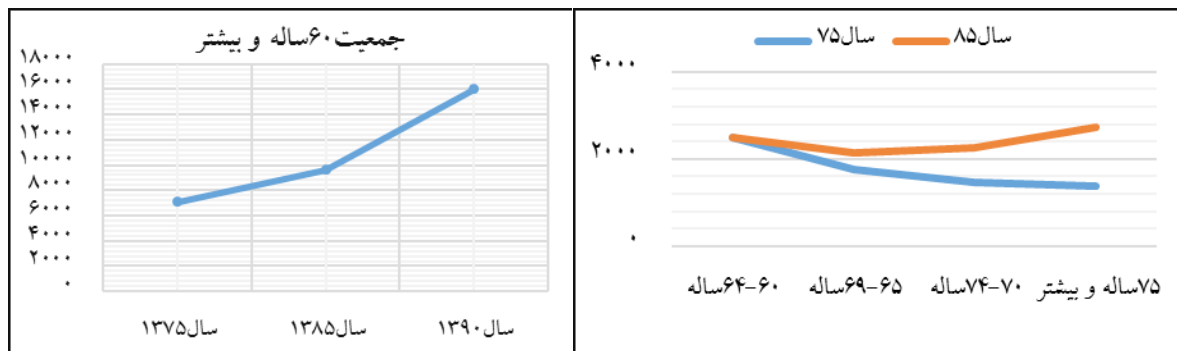 جمعیت۶۰ساله و بیشتر
۱۸۰۰۰
۱۶۰۰۰
۱۴۰۰۰
۱۲۰۰۰
۱۰۰۰۰
۸۰۰۰
۶۰۰۰
۴۰۰۰
۲۰۰۰
۰
سال۱۳۷۵
سال۱۳۸۵
سال۱۳۹۰
سال۷۵
سال۸۵
۴۰۰۰
۲۰۰۰
۰
۶۰-۶۴ساله
۶۵-۶۹ساله
۷۰-۷۴ساله
۷۵ساله و بیشتر